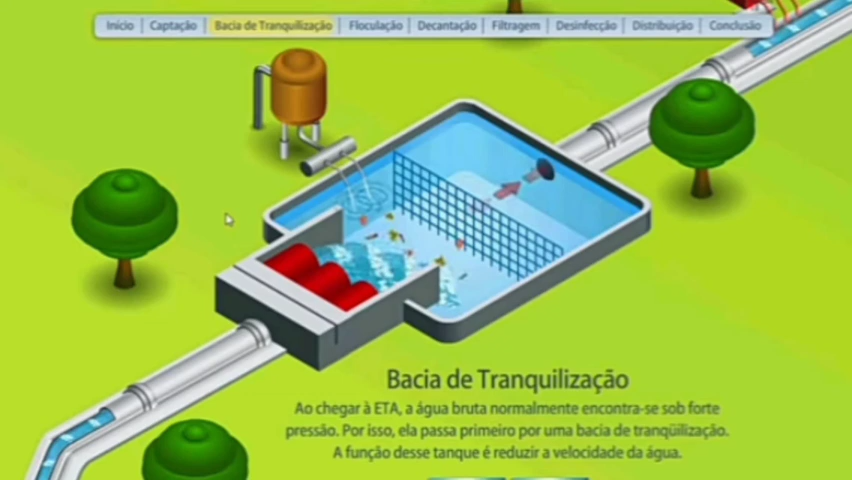 Início Captação Bacia de Tranquilização Floculação Decantação Filtragem Desinfecção Distribuição Conclusão
Bacia de Tranquilização
Ao chegar à ETA, a água bruta normalmente encontra-se sob forte
pressão. Por isso, ela passa primeiro por uma bacia de tranqüilização.
A função desse tanque é reduzir a velocidade da água.